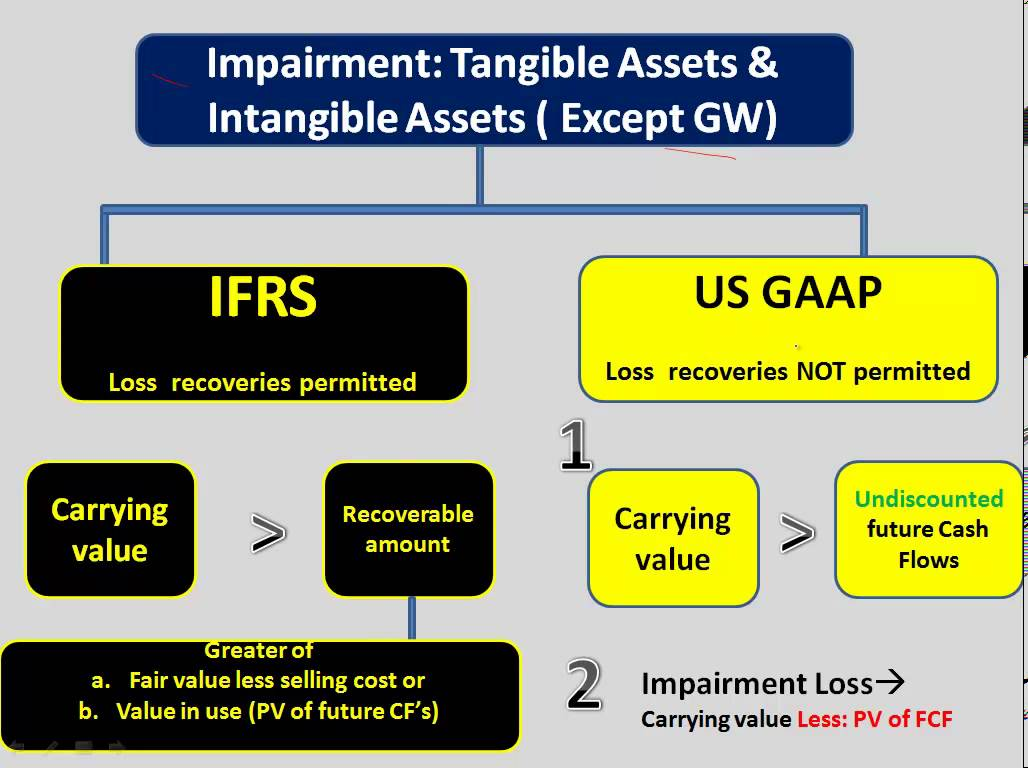 Impairment: Tangible Assets &
Intangible Assets ( Except GW)
IFRS
Loss recoveries permitted
US GAAP
Loss recoveries NOT permitted
Carrying
value
>
Recoverable
amount
Greater of
a. Fair value less selling cost or
b. Value in use (PV of future CF’s)
1
Carrying
value
>
Undiscounted
future Cash
Flows
2
Impairment Loss→
Carrying value Less: PV of FCF